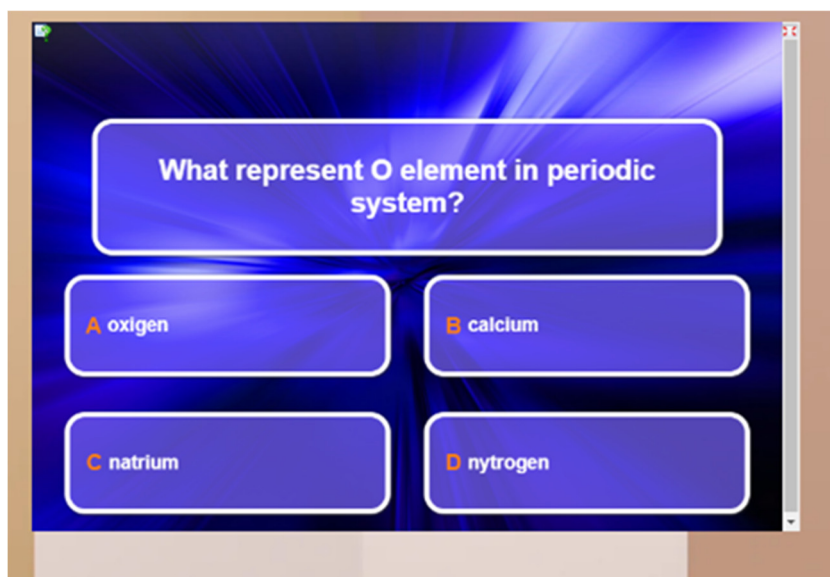 What represent O element in periodic
system?
A oxigen
B calcium
C natrium
D nytrogen